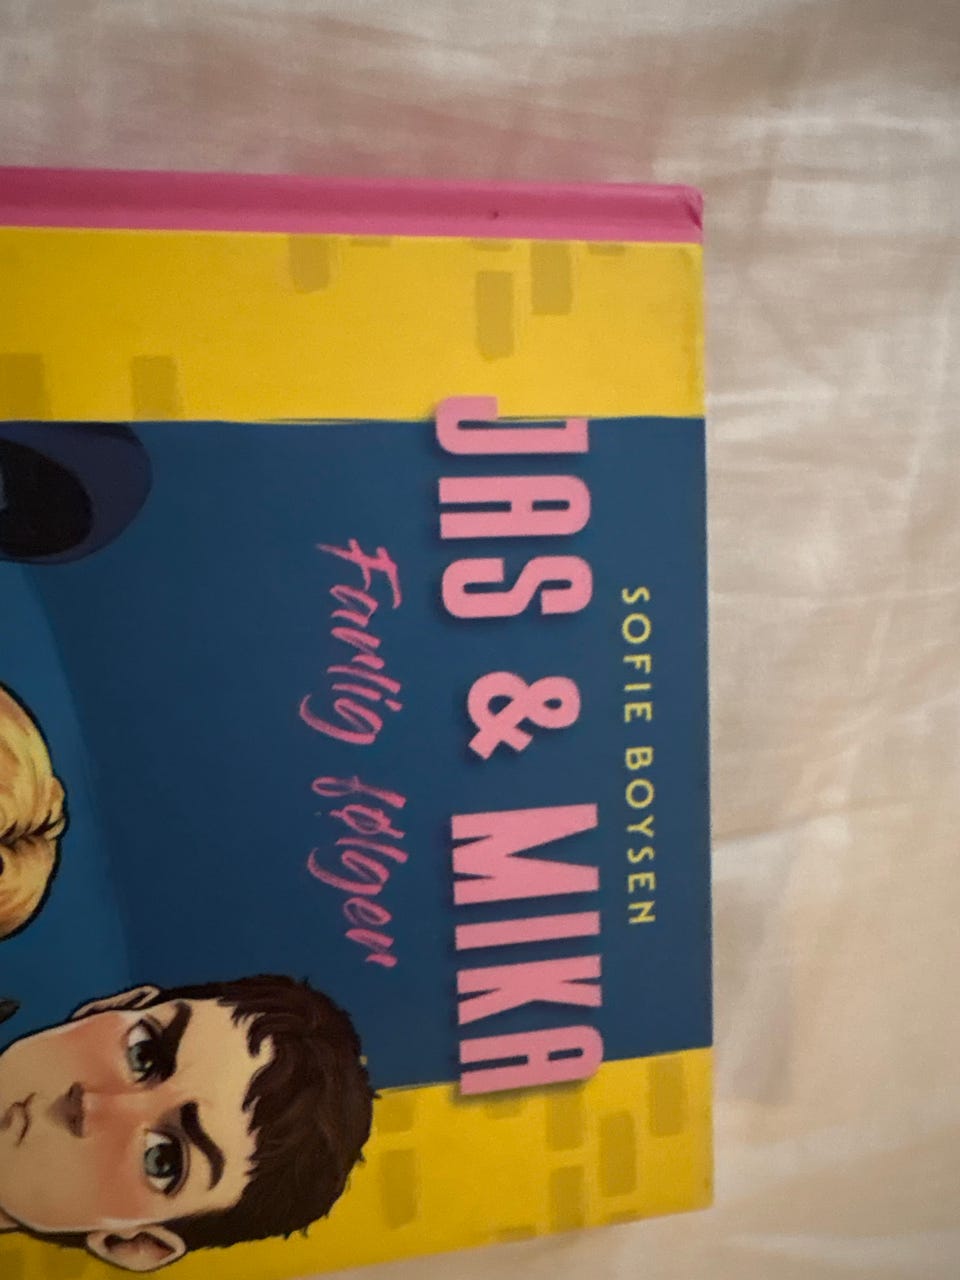 SOFIE BOYSEN
JAS & MIKA
Farlig følger